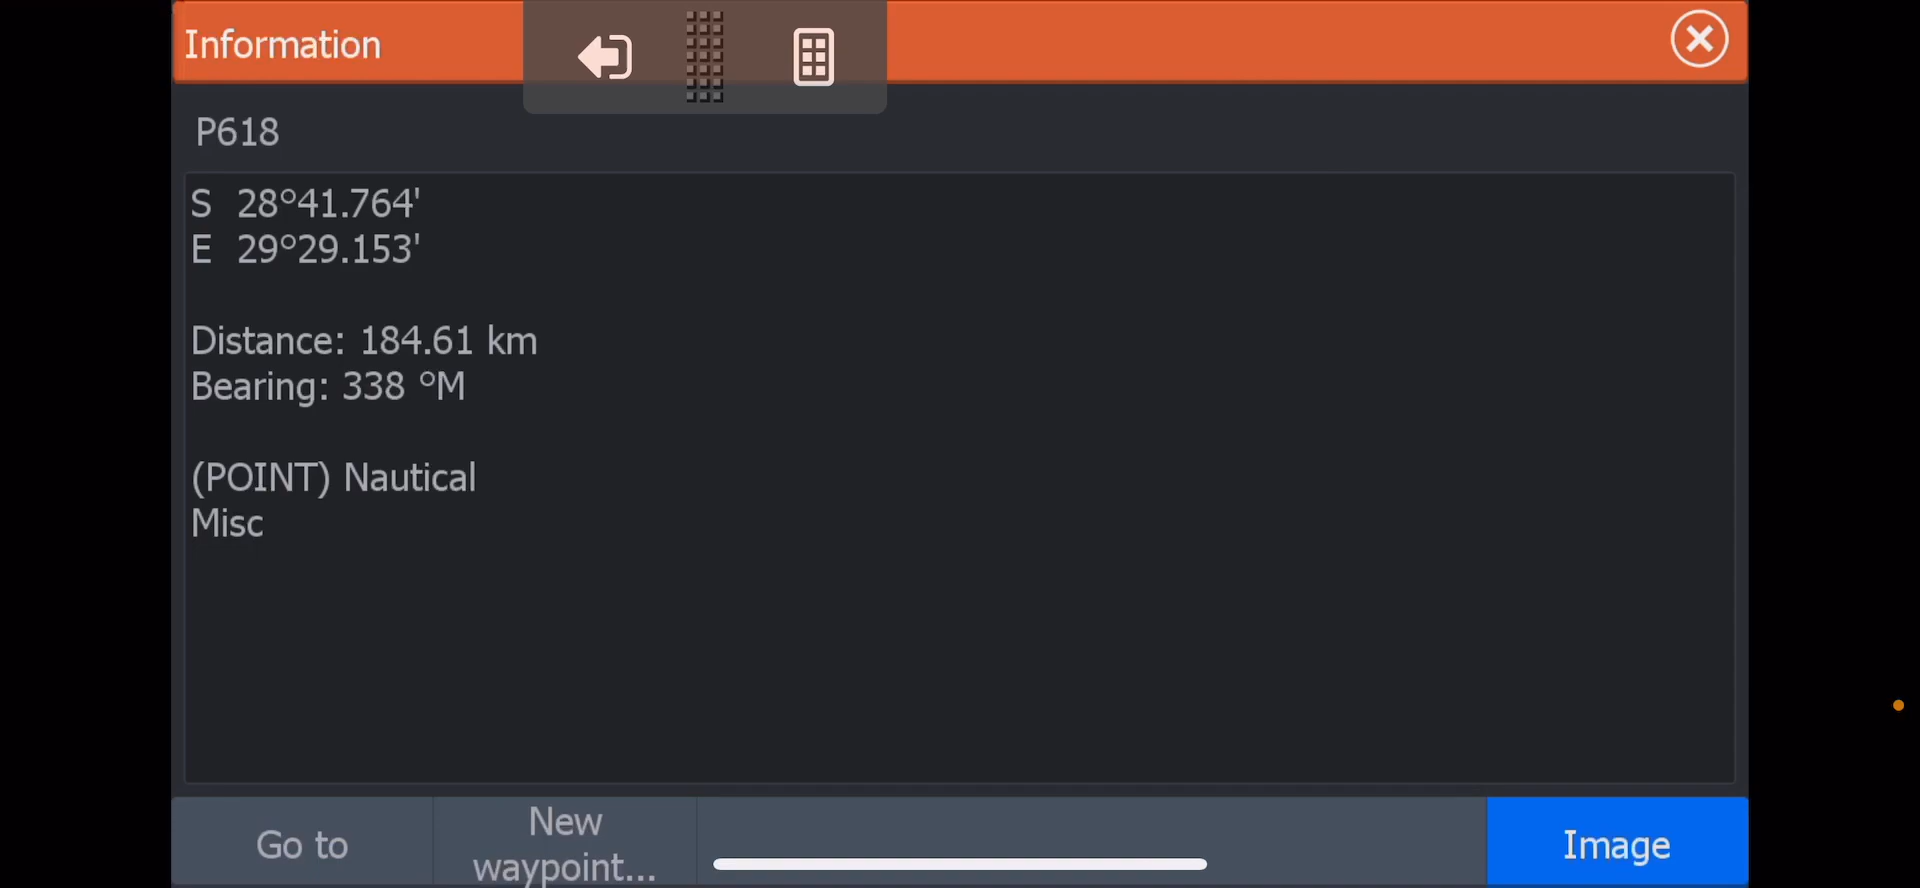 Information
P618
S 28°41.764'
E 29°29.153'
Distance: 184.61 km
Bearing: 338 °M
(POINT) Nautical
Misc
Go to
New
waypoint...
Image